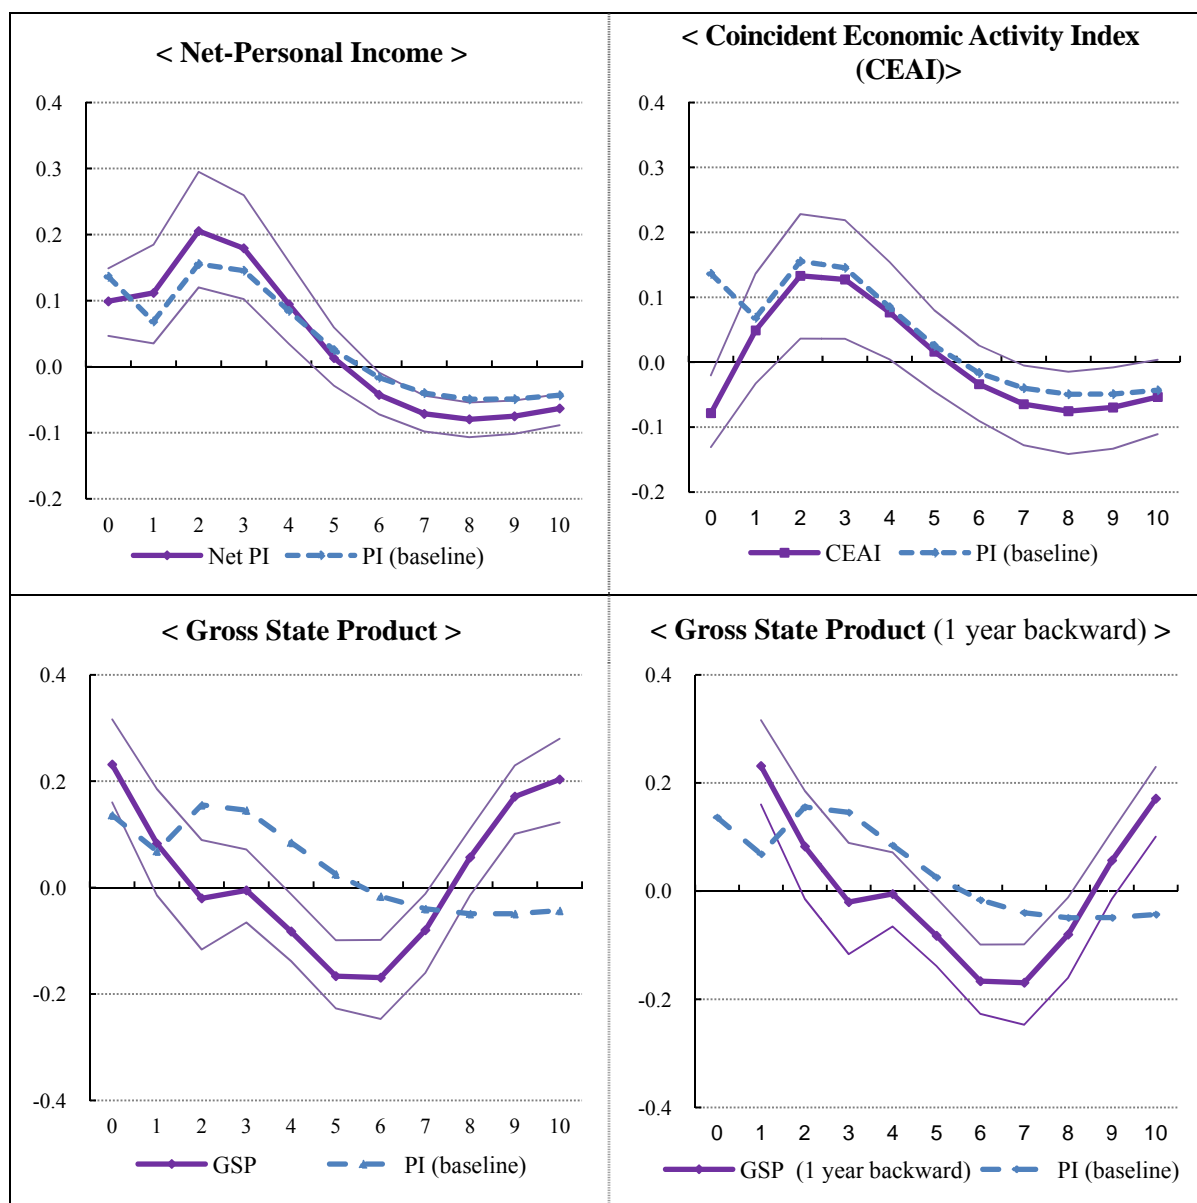 < Net-Personal Income >
0.4
0.3
0.2
0.1
0.0
-0.1
-0.2
0 1 2 3 4 5 6 7 8 9 10
Net PI PI (baseline)
< Coincident Economic Activity Index
(CEAI)>
0.4
0.3
0.2
0.1
0.0
-0.1
-0.2
0 1 2 3 4 5 6 7 8 9 10
CEAI PI (baseline)
< Gross State Product >
0.4
0.2
0.0
-0.2
-0.4
0 1 2 3 4 5 6 7 8 9 10
GSP PI (baseline)
< Gross State Product (1 year backward) >
0.4
0.2
0.0
-0.2
-0.4
0 1 2 3 4 5 6 7 8 9 10
GSP (1 year backward) PI (baseline)